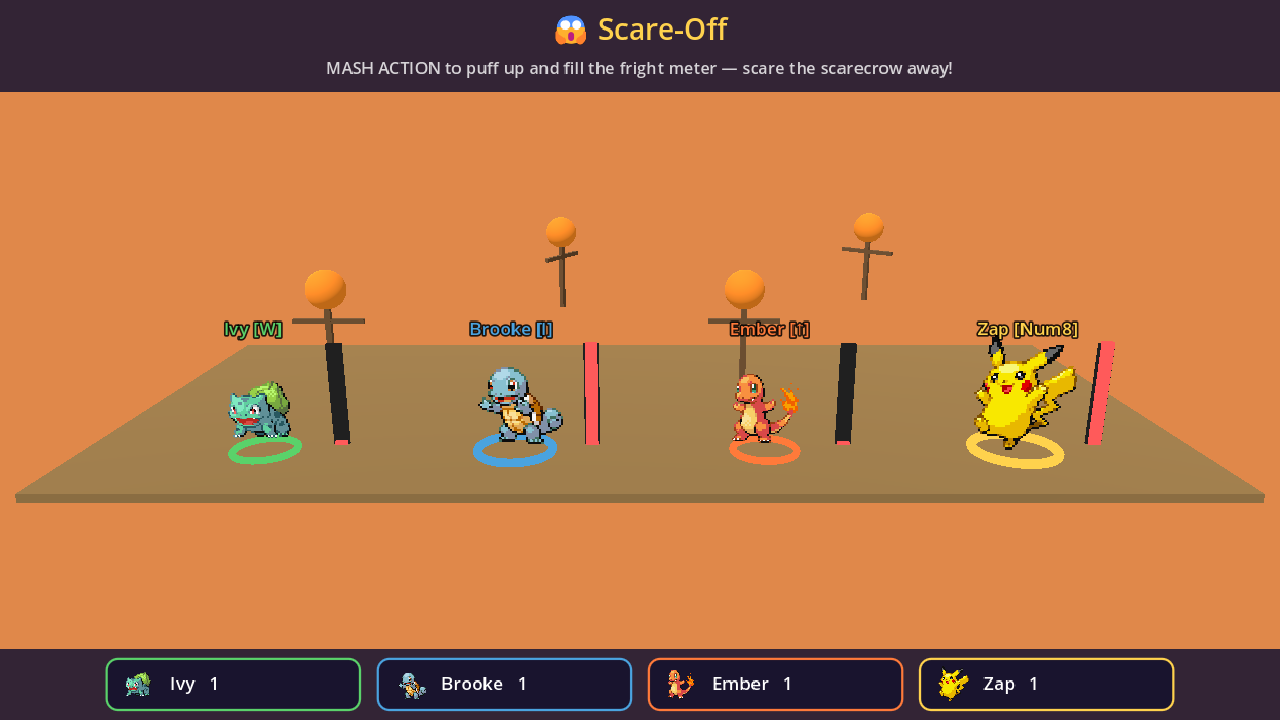 Scare-Off
MASH ACTION to puff up and fill the fright meter — scare the scarecrow away!
Ivy [W]
Brooke [I]
Ember [↑]
Zap [Num8]
Ivy 1
Brooke 1
Ember 1
Zap 1